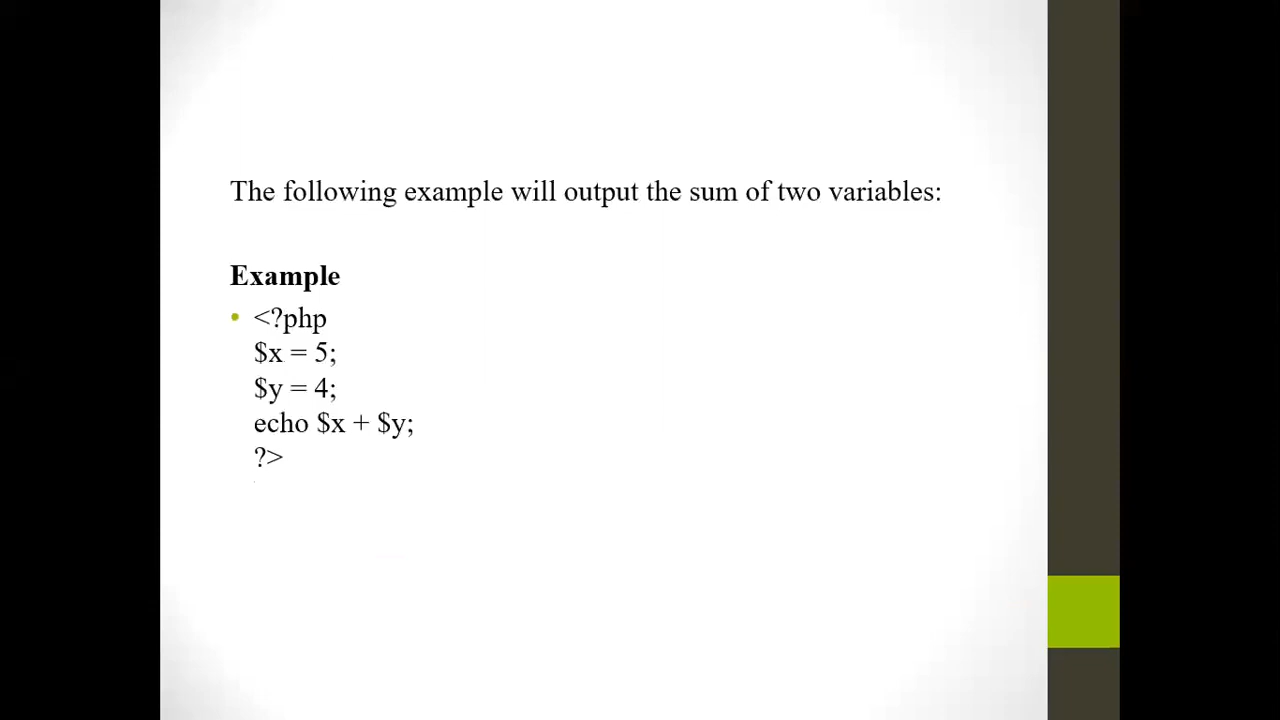 The following example will output the sum of two variables:
Example
• <?php
$x = 5;
$y = 4;
echo $x + $y;
?>